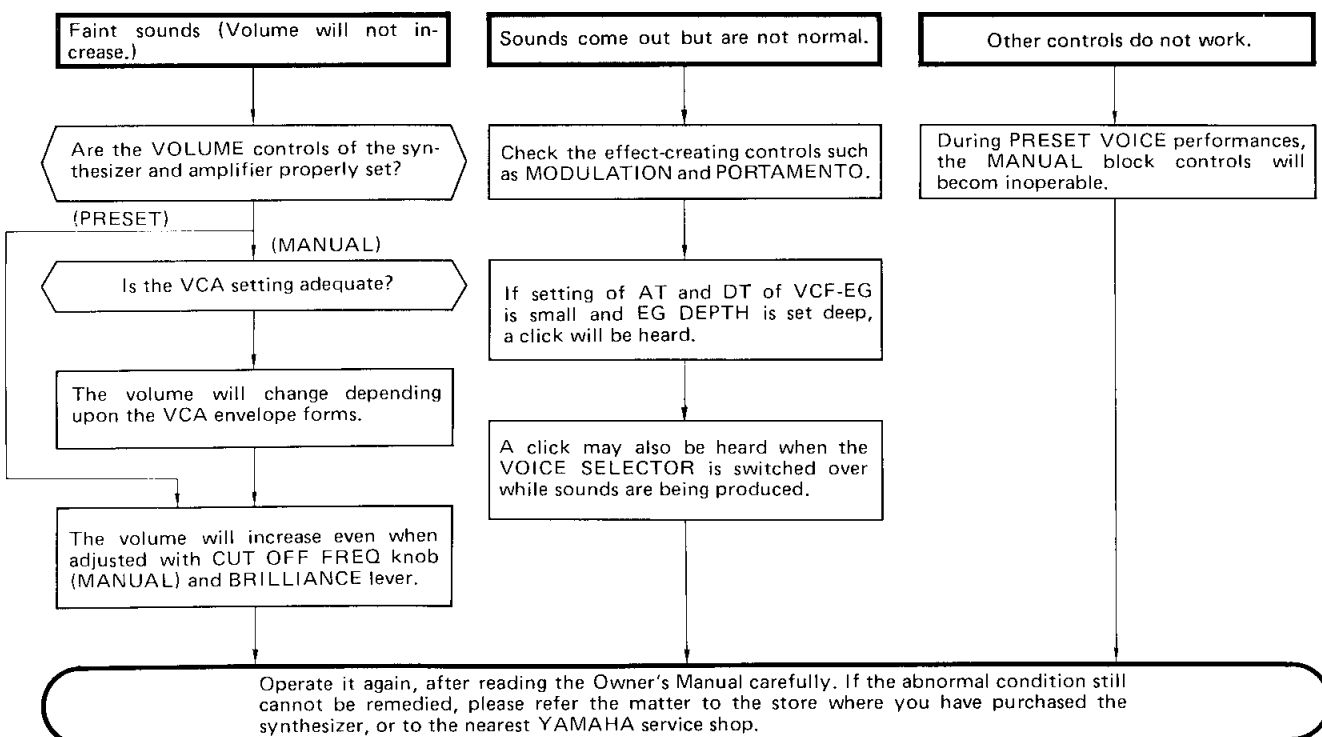 Faint sounds (Volume will not in-
crease.)
Are the VOLUME controls of the syn-
thesizer and amplifier properly set?
(PRESET)
(MANUAL)
Is the VCA setting adequate?
The volume will change depending
upon the VCA envelope forms.
The volume will increase even when
adjusted with CUT OFF FREQ knob
(MANUAL) and BRILLIANCE lever.
Sounds come out but are not normal.
Check the effect-creating controls such
as MODULATION and PORTAMENTO.
If setting of AT and DT of VCF-EG
is small and EG DEPTH is set deep,
a click will be heard.
A click may also be heard when the
VOICE SELECTOR is switched over
while sounds are being produced.
Other controls do not work.
During PRESET VOICE performances,
the MANUAL block controls will
becom inoperable.
Operate it again, after reading the Owner's Manual carefully. If the abnormal condition still
cannot be remedied, please refer the matter to the store where you have purchased the
synthesizer, or to the nearest YAMAHA service shop.